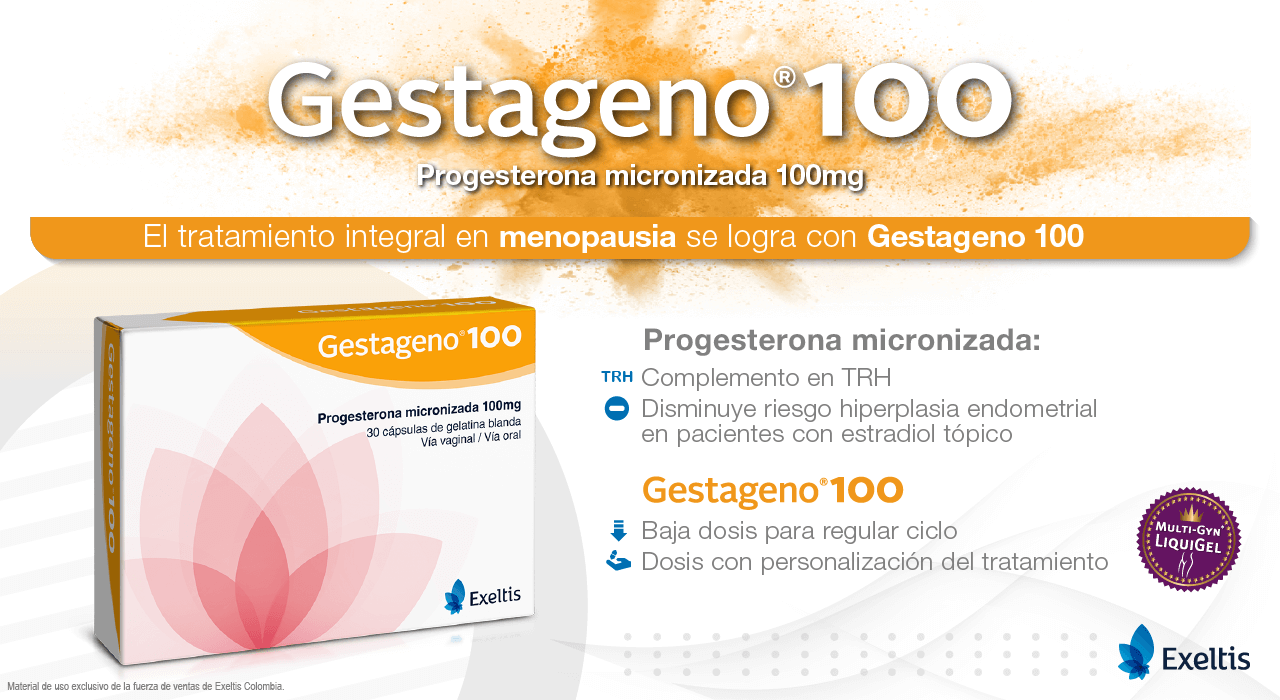 Gestageno® 100
Progesterona micronizada 100mg
El tratamiento integral en menopausia se logra con Gestageno 100
Gestageno® 100
Gestageno 100
Gestageno® 100
Progesterona micronizada 100mg
30 cápsulas de gelatina blanda
Vía vaginal / Vía oral
Exeltis
Progesterona micronizada:
TRH Complemento en TRH
Disminuye riesgo hiperplasia endometrial
en pacientes con estradiol tópico
Gestageno® 100
Baja dosis para regular ciclo
Dosis con personalización del tratamiento
MULTI-GYN®
LIQUIGEL
Exeltis
Material de uso exclusivo de la fuerza de ventas de Exeltis Colombia.